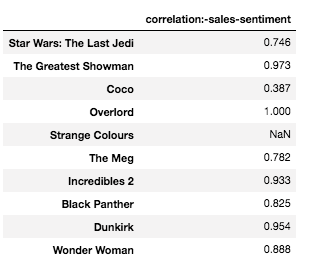 correlation:-sales-sentiment
Star Wars: The Last Jedi 0.746
The Greatest Showman 0.973
Coco 0.387
Overlord 1.000
Strange Colours NaN
The Meg 0.782
Incredibles 2 0.933
Black Panther 0.825
Dunkirk 0.954
Wonder Woman 0.888